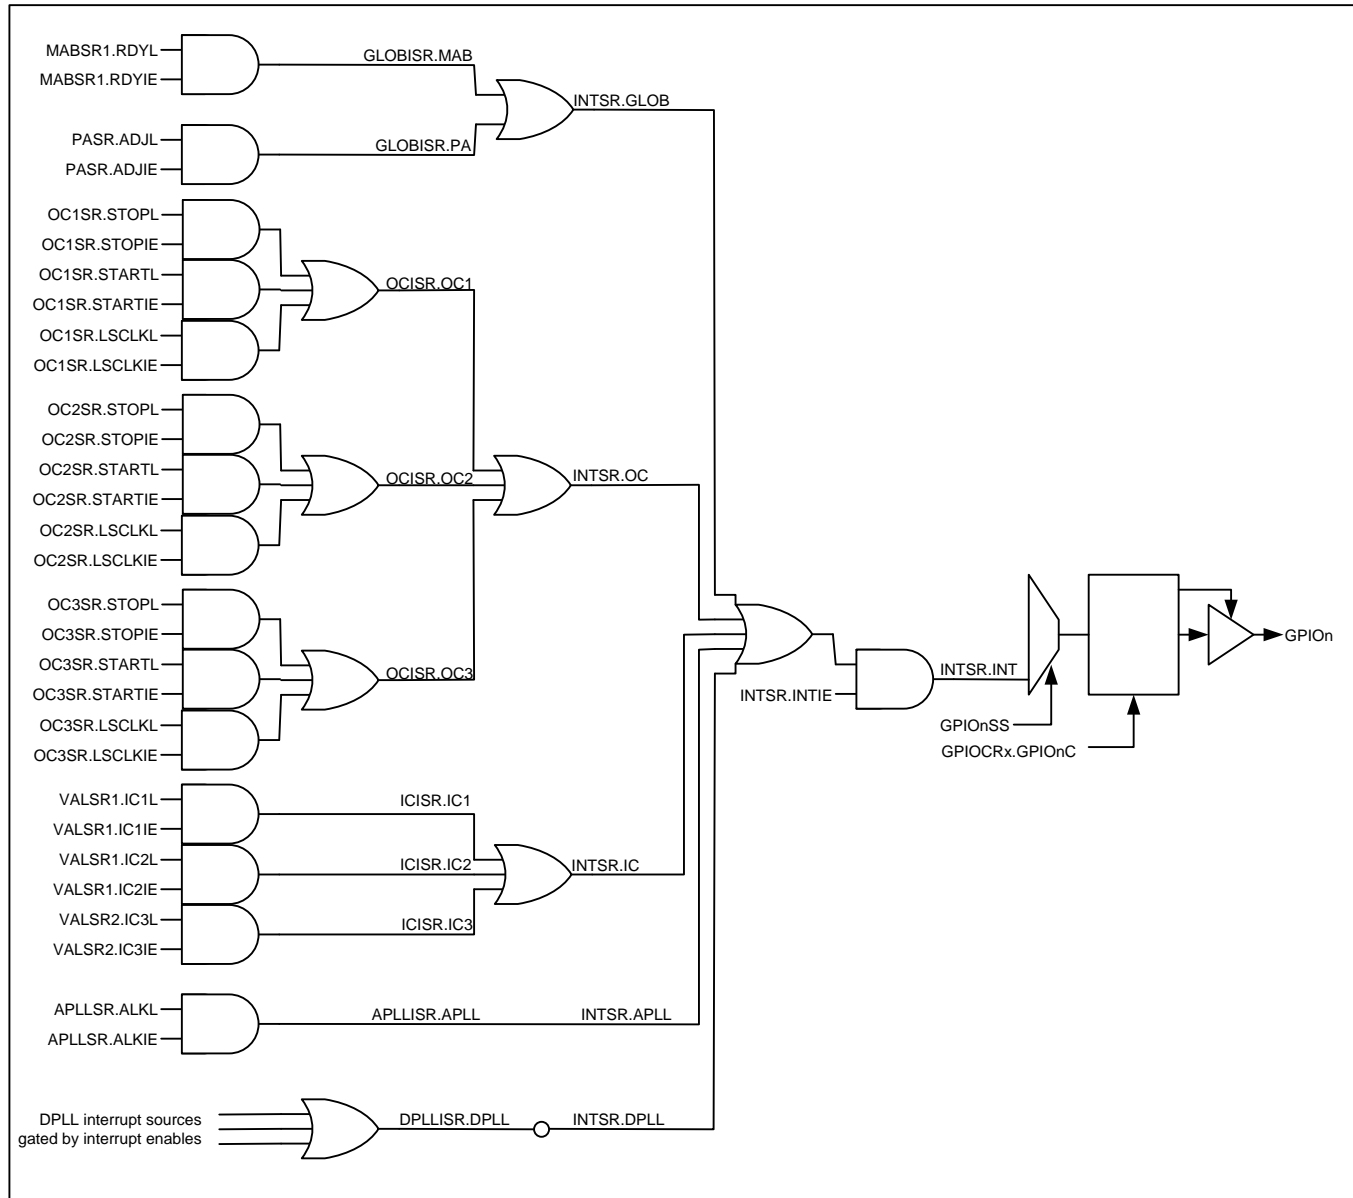 MABSR1.RDYL
MABSR1.RDYIE
GLOBISR.MAB
INTSR.GLOB
PASR.ADJL
PASR.ADJIE
GLOBISR.PA
OC1SR.STOPL
OC1SR.STOPIE
OC1SR.STARTL
OC1SR.STARTIE
OC1SR.LSCLKL
OC1SR.LSCLKIE
OCISR.OC1
OC2SR.STOPL
OC2SR.STOPIE
OC2SR.STARTL
OC2SR.STARTIE
OC2SR.LSCLKL
OC2SR.LSCLKIE
OCISR.OC2
INTSR.OC
OC3SR.STOPL
OC3SR.STOPIE
OC3SR.STARTL
OC3SR.STARTIE
OC3SR.LSCLKL
OC3SR.LSCLKIE
OCISR.OC3
INTSR.INTIE
INTSR.INT
GPIOnSS
GPIOCRx.GPIOnC
GPIOn
VALSR1.IC1L
VALSR1.IC1IE
VALSR1.IC2L
VALSR1.IC2IE
VALSR2.IC3L
VALSR2.IC3IE
ICISR.IC1
ICISR.IC2
ICISR.IC3
INTSR.IC
APLLSR.ALKL
APLLSR.ALKIE
APLLISR.APLL
INTSR.APLL
DPLL interrupt sources
gated by interrupt enables
DPLLISR.DPLL
INTSR.DPLL